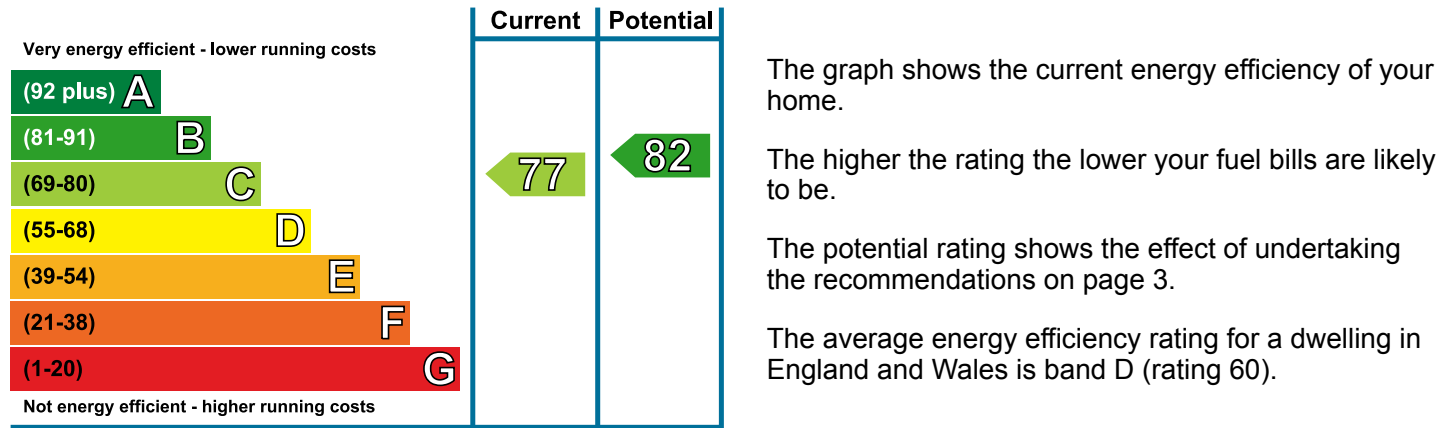 Current Potential
Very energy efficient - lower running costs
(92 plus) A
(81-91) B
(69-80) C
(55-68) D
(39-54) E
(21-38) F
(1-20) G
Not energy efficient - higher running costs
77
82
The graph shows the current energy efficiency of your
home.
The higher the rating the lower your fuel bills are likely
to be.
The potential rating shows the effect of undertaking
the recommendations on page 3.
The average energy efficiency rating for a dwelling in
England and Wales is band D (rating 60).